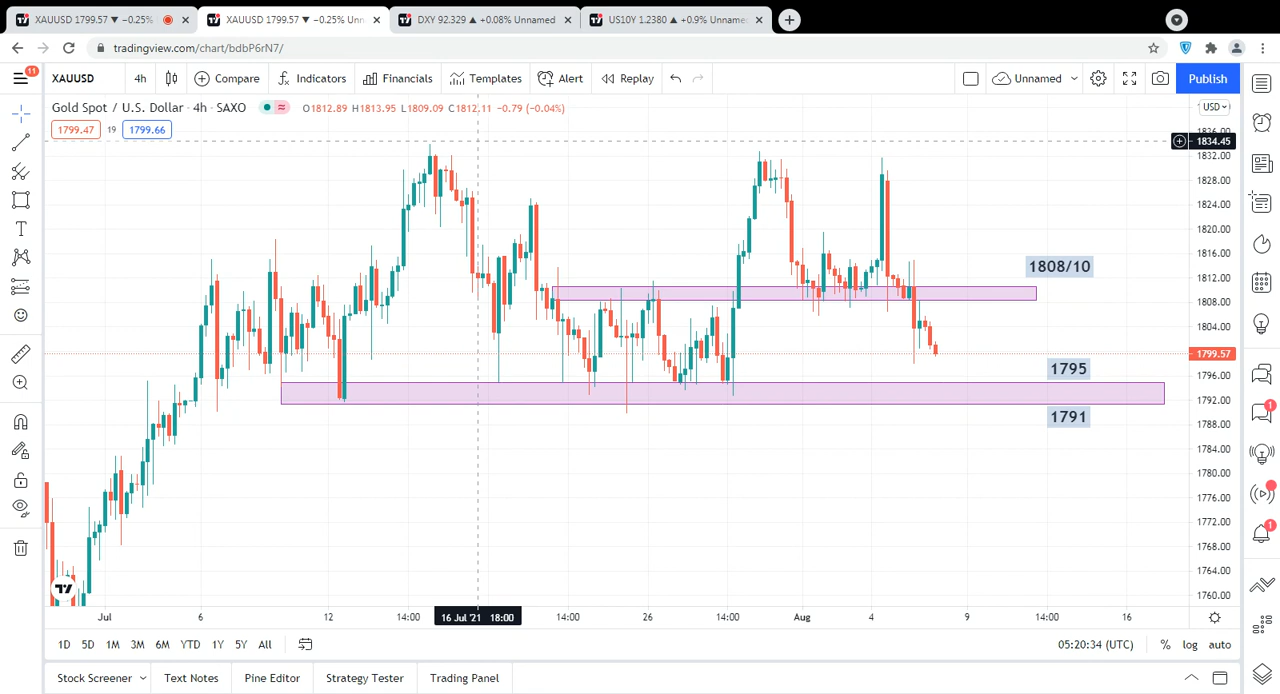 XAUUSD 1799.57 ▼ −0.25%
XAUUSD 1799.57 ▼ −0.25% Unn
DXY 92.329 ▲ +0.08% Unnamed
US10Y 1.2380 ▲ +0.9% Unname
tradingview.com/chart/bdbP6rN7/
11
XAUUSD
4h
Compare
Indicators
Financials
Templates
Alert
Replay
Unnamed
Publish
Gold Spot / U.S. Dollar · 4h · SAXO
O1812.89 H1813.95 L1809.09 C1812.11 −0.79 (−0.04%)
USD
1799.47
19
1799.66
1836.00
1834.45
1832.00
1828.00
1824.00
1820.00
1816.00
1812.00
1808.00
1804.00
1799.57
1796.00
1792.00
1788.00
1784.00
1780.00
1776.00
1772.00
1768.00
1764.00
1760.00
1808/10
1795
1791
1
1
Jul
6
12
14:00
16 Jul '21 18:00
14:00
26
14:00
Aug
4
9
14:00
16
1D
5D
1M
3M
6M
YTD
1Y
5Y
All
05:20:34 (UTC)
%
log
auto
Stock Screener
Text Notes
Pine Editor
Strategy Tester
Trading Panel